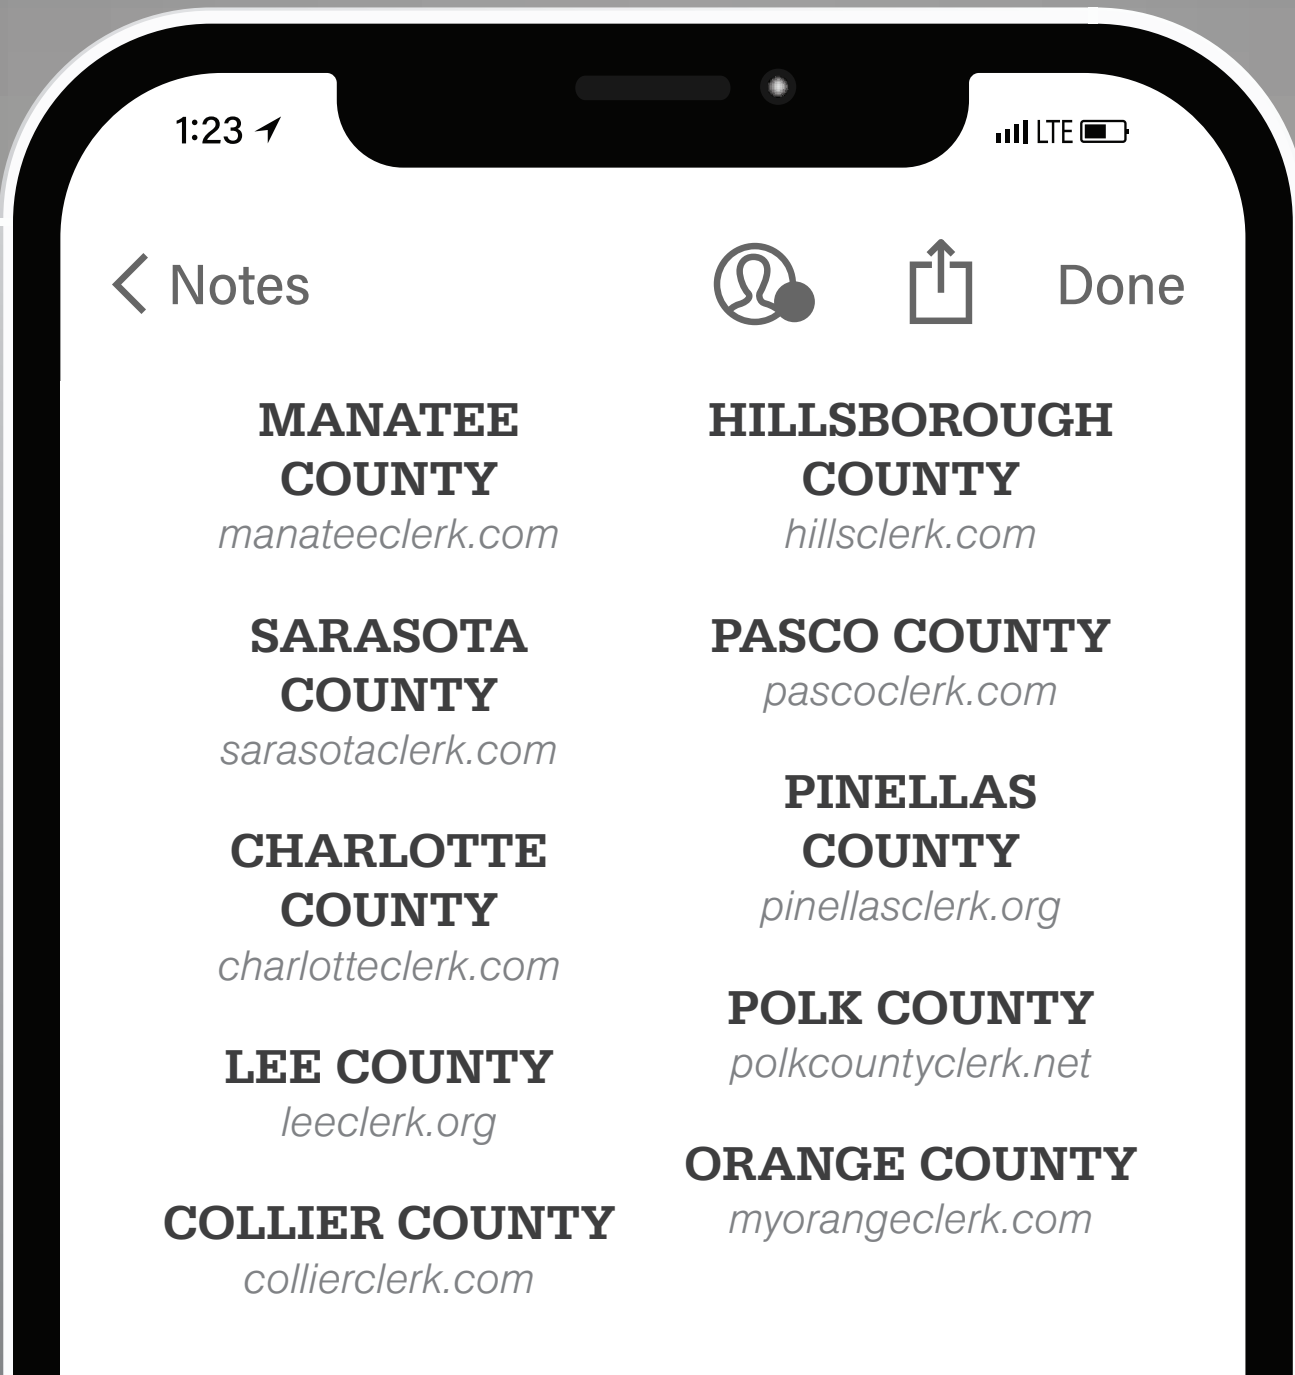 1:23 LTE
Notes Done
MANATEE
COUNTY
manateeclerk.com
SARASOTA
COUNTY
sarasotaclerk.com
CHARLOTTE
COUNTY
charlotteclerk.com
LEE COUNTY
leeclerk.org
COLLIER COUNTY
collierclerk.com
HILLSBOROUGH
COUNTY
hillsclerk.com
PASCO COUNTY
pascoclerk.com
PINELLAS
COUNTY
pinellasclerk.org
POLK COUNTY
polkcountyclerk.net
ORANGE COUNTY
myorangeclerk.com